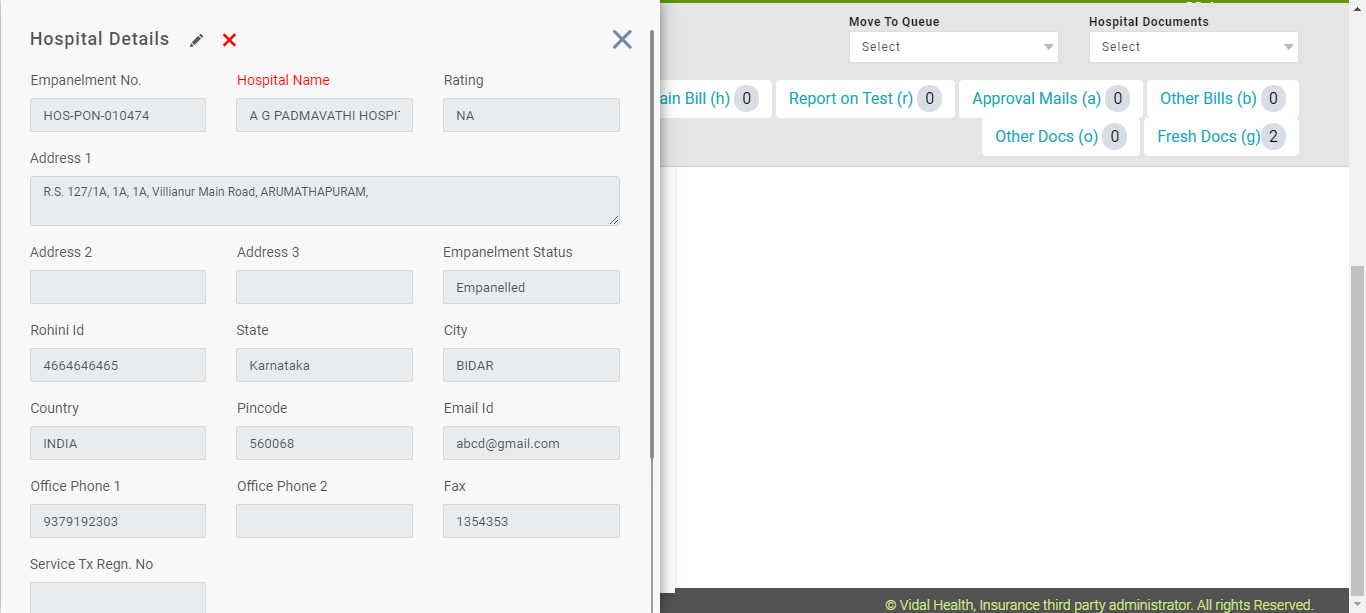 Hospital Details
Empanelment No.
Hospital Name
Rating
HOS-PON-010474
A G PADMAVATHI HOSPIT
NA
Address 1
R.S. 127/1A, 1A, 1A, Villianur Main Road, ARUMATHAPURAM,
Address 2
Address 3
Empanelment Status
Empanelled
Rohini Id
State
City
4664646465
Karnataka
BIDAR
Country
Pincode
Email Id
INDIA
560068
abcd@gmail.com
Office Phone 1
Office Phone 2
Fax
9379192303
1354353
Service Tx Regn. No
Move To Queue
Hospital Documents
Select
Select
ain Bill (h) 0
Report on Test (r) 0
Approval Mails (a) 0
Other Bills (b) 0
Other Docs (o) 0
Fresh Docs (g) 2
© Vidal Health, Insurance third party administrator. All rights Reserved.